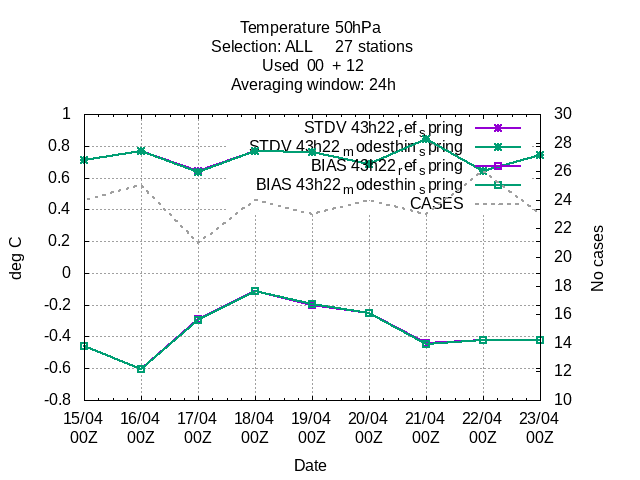 Temperature 50hPa
Selection: ALL 27 stations
Used 00 + 12
Averaging window: 24h
STDV 43h22_ref_spring
STDV 43h22_modesthin_spring
BIAS 43h22_ref_spring
BIAS 43h22_modesthin_spring
CASES
1
0.8
0.6
0.4
0.2
0
-0.2
-0.4
-0.6
-0.8
deg C
30
28
26
24
22
20
18
16
14
12
10
No cases
15/04 16/04 17/04 18/04 19/04 20/04 21/04 22/04 23/04
00Z 00Z 00Z 00Z 00Z 00Z 00Z 00Z 00Z
Date